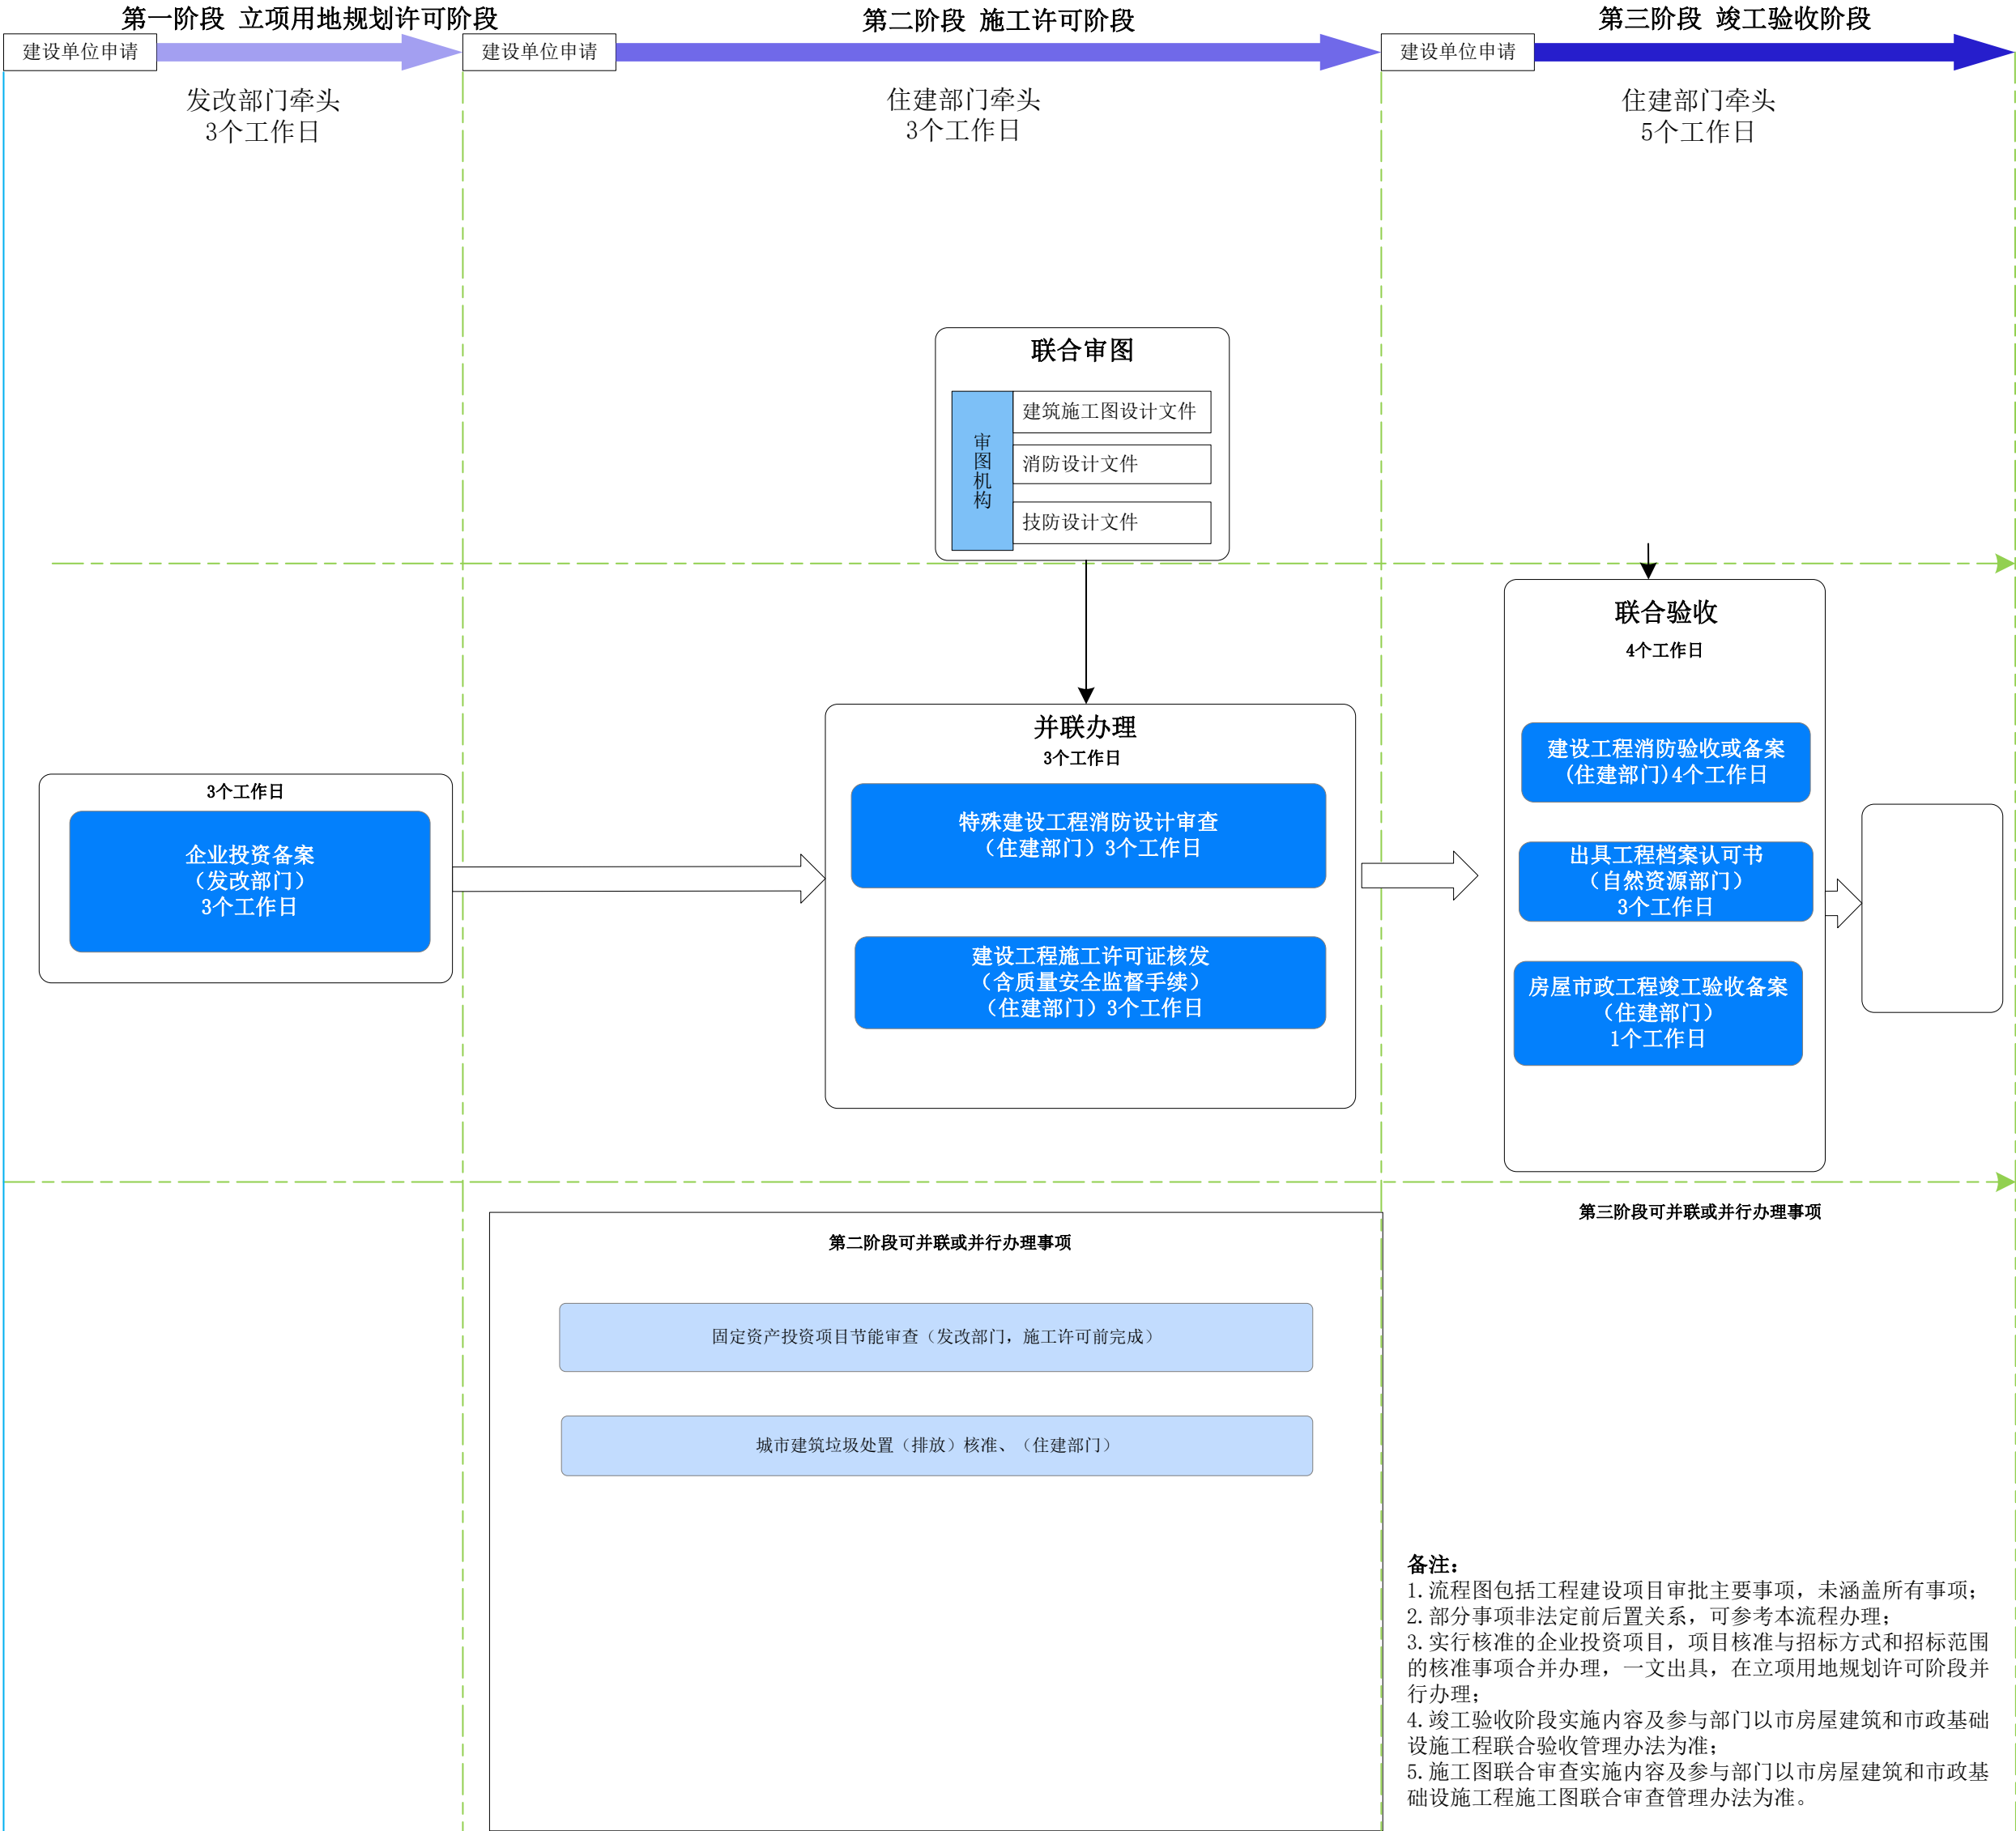 第一阶段 立项用地规划许可阶段
第二阶段 施工许可阶段
第三阶段 竣工验收阶段
建设单位申请
建设单位申请
建设单位申请
发改部门牵头
3个工作日
住建部门牵头
3个工作日
住建部门牵头
5个工作日
联合审图
审图机构
建筑施工图设计文件
消防设计文件
技防设计文件
3个工作日
企业投资备案
（发改部门）
3个工作日
并联办理
3个工作日
特殊建设工程消防设计审查
（住建部门）3个工作日
建设工程施工许可证核发
（含质量安全监督手续）
（住建部门）3个工作日
联合验收
4个工作日
建设工程消防验收或备案
(住建部门)4个工作日
出具工程档案认可书
（自然资源部门）
3个工作日
房屋市政工程竣工验收备案
（住建部门）
1个工作日
第二阶段可并联或并行办理事项
固定资产投资项目节能审查（发改部门，施工许可前完成）
城市建筑垃圾处置（排放）核准、（住建部门）
第三阶段可并联或并行办理事项
备注：
1.流程图包括工程建设项目审批主要事项，未涵盖所有事项；
2.部分事项非法定前后置关系，可参考本流程办理；
3.实行核准的企业投资项目，项目核准与招标方式和招标范围
的核准事项合并办理，一文出具，在立项用地规划许可阶段并
行办理；
4.竣工验收阶段实施内容及参与部门以市房屋建筑和市政基础
设施工程联合验收管理办法为准；
5.施工图联合审查实施内容及参与部门以市房屋建筑和市政基
础设施工程施工图联合审查管理办法为准。